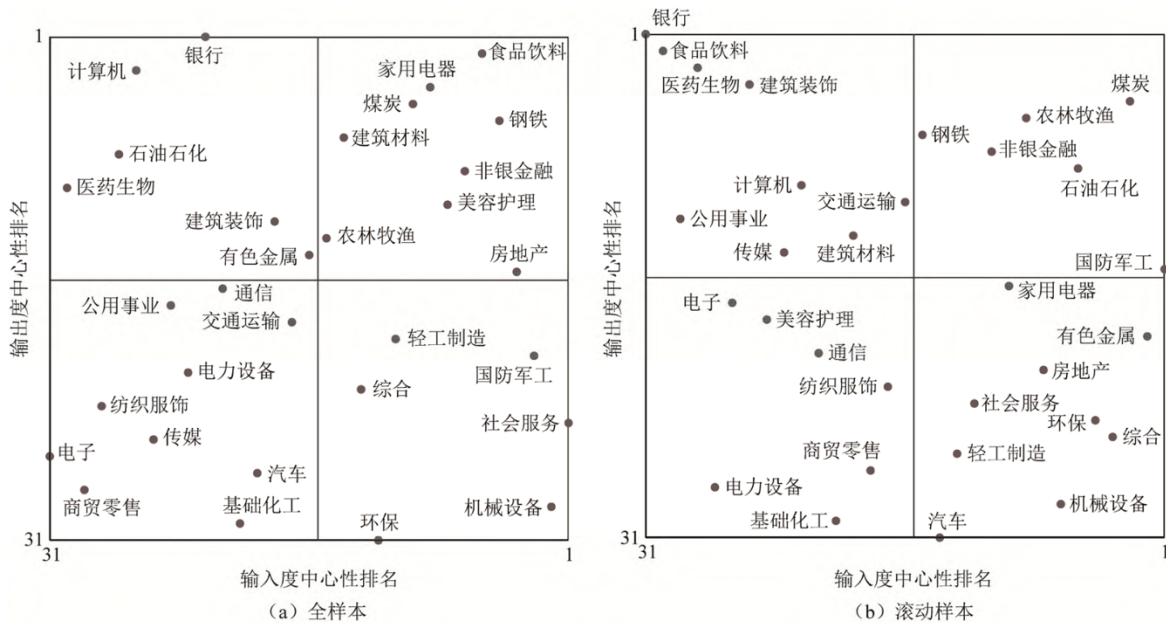 1
银行
食品饮料
计算机
家用电器
煤炭
钢铁
建筑材料
石油石化
非银金融
医药生物
美容护理
建筑装饰
农林牧渔
有色金属
房地产
输出度中心性排名
通信
公用事业
交通运输
轻工制造
国防军工
电力设备
综合
纺织服饰
社会服务
传媒
电子
汽车
商贸零售
基础化工
机械设备
环保
31
31
1
输入度中心性排名
(a) 全样本
1
银行
食品饮料
医药生物
建筑装饰
煤炭
农林牧渔
钢铁
非银金融
石油石化
计算机
交通运输
公用事业
传媒
建筑材料
国防军工
输出度中心性排名
家用电器
电子
美容护理
有色金属
通信
房地产
纺织服饰
社会服务
环保
综合
商贸零售
轻工制造
电力设备
机械设备
基础化工
汽车
31
31
1
输入度中心性排名
(b) 滚动样本